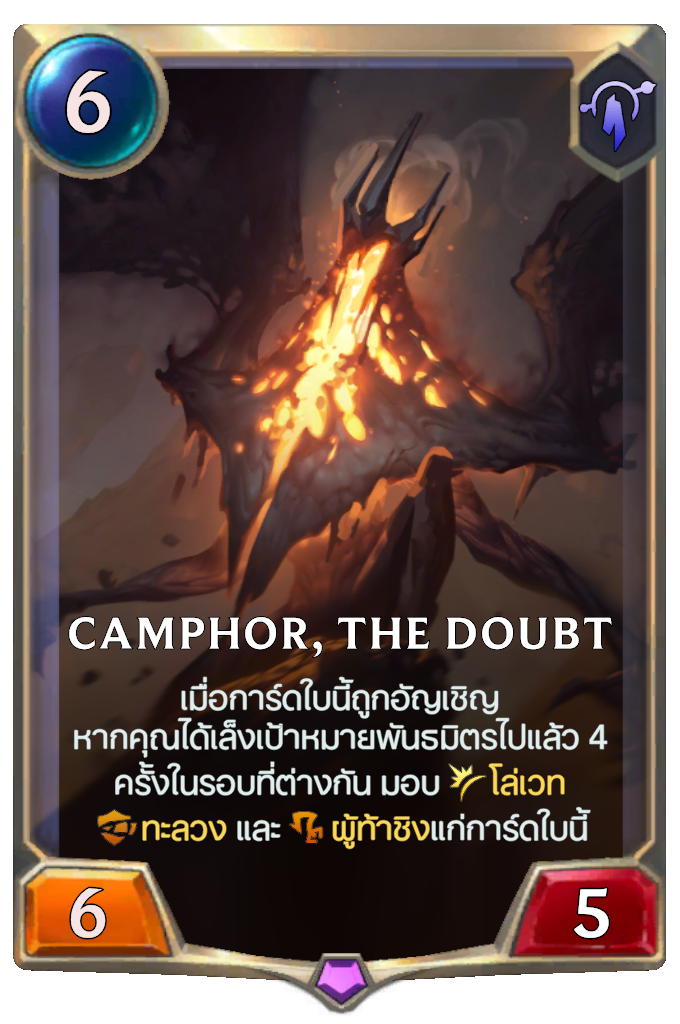 6
CAMPHOR, THE DOUBT
เมื่อการ์ดใบนี้ถูกอัญเชิญ
หากคุณได้เล็งเป้าหมายพันธมิตรไปแล้ว 4
ครั้งในรอบที่ต่างกัน มอบ โล่เวท
ทะลวง และ ผู้ท้าชิงแก่การ์ดใบนี้
6
5